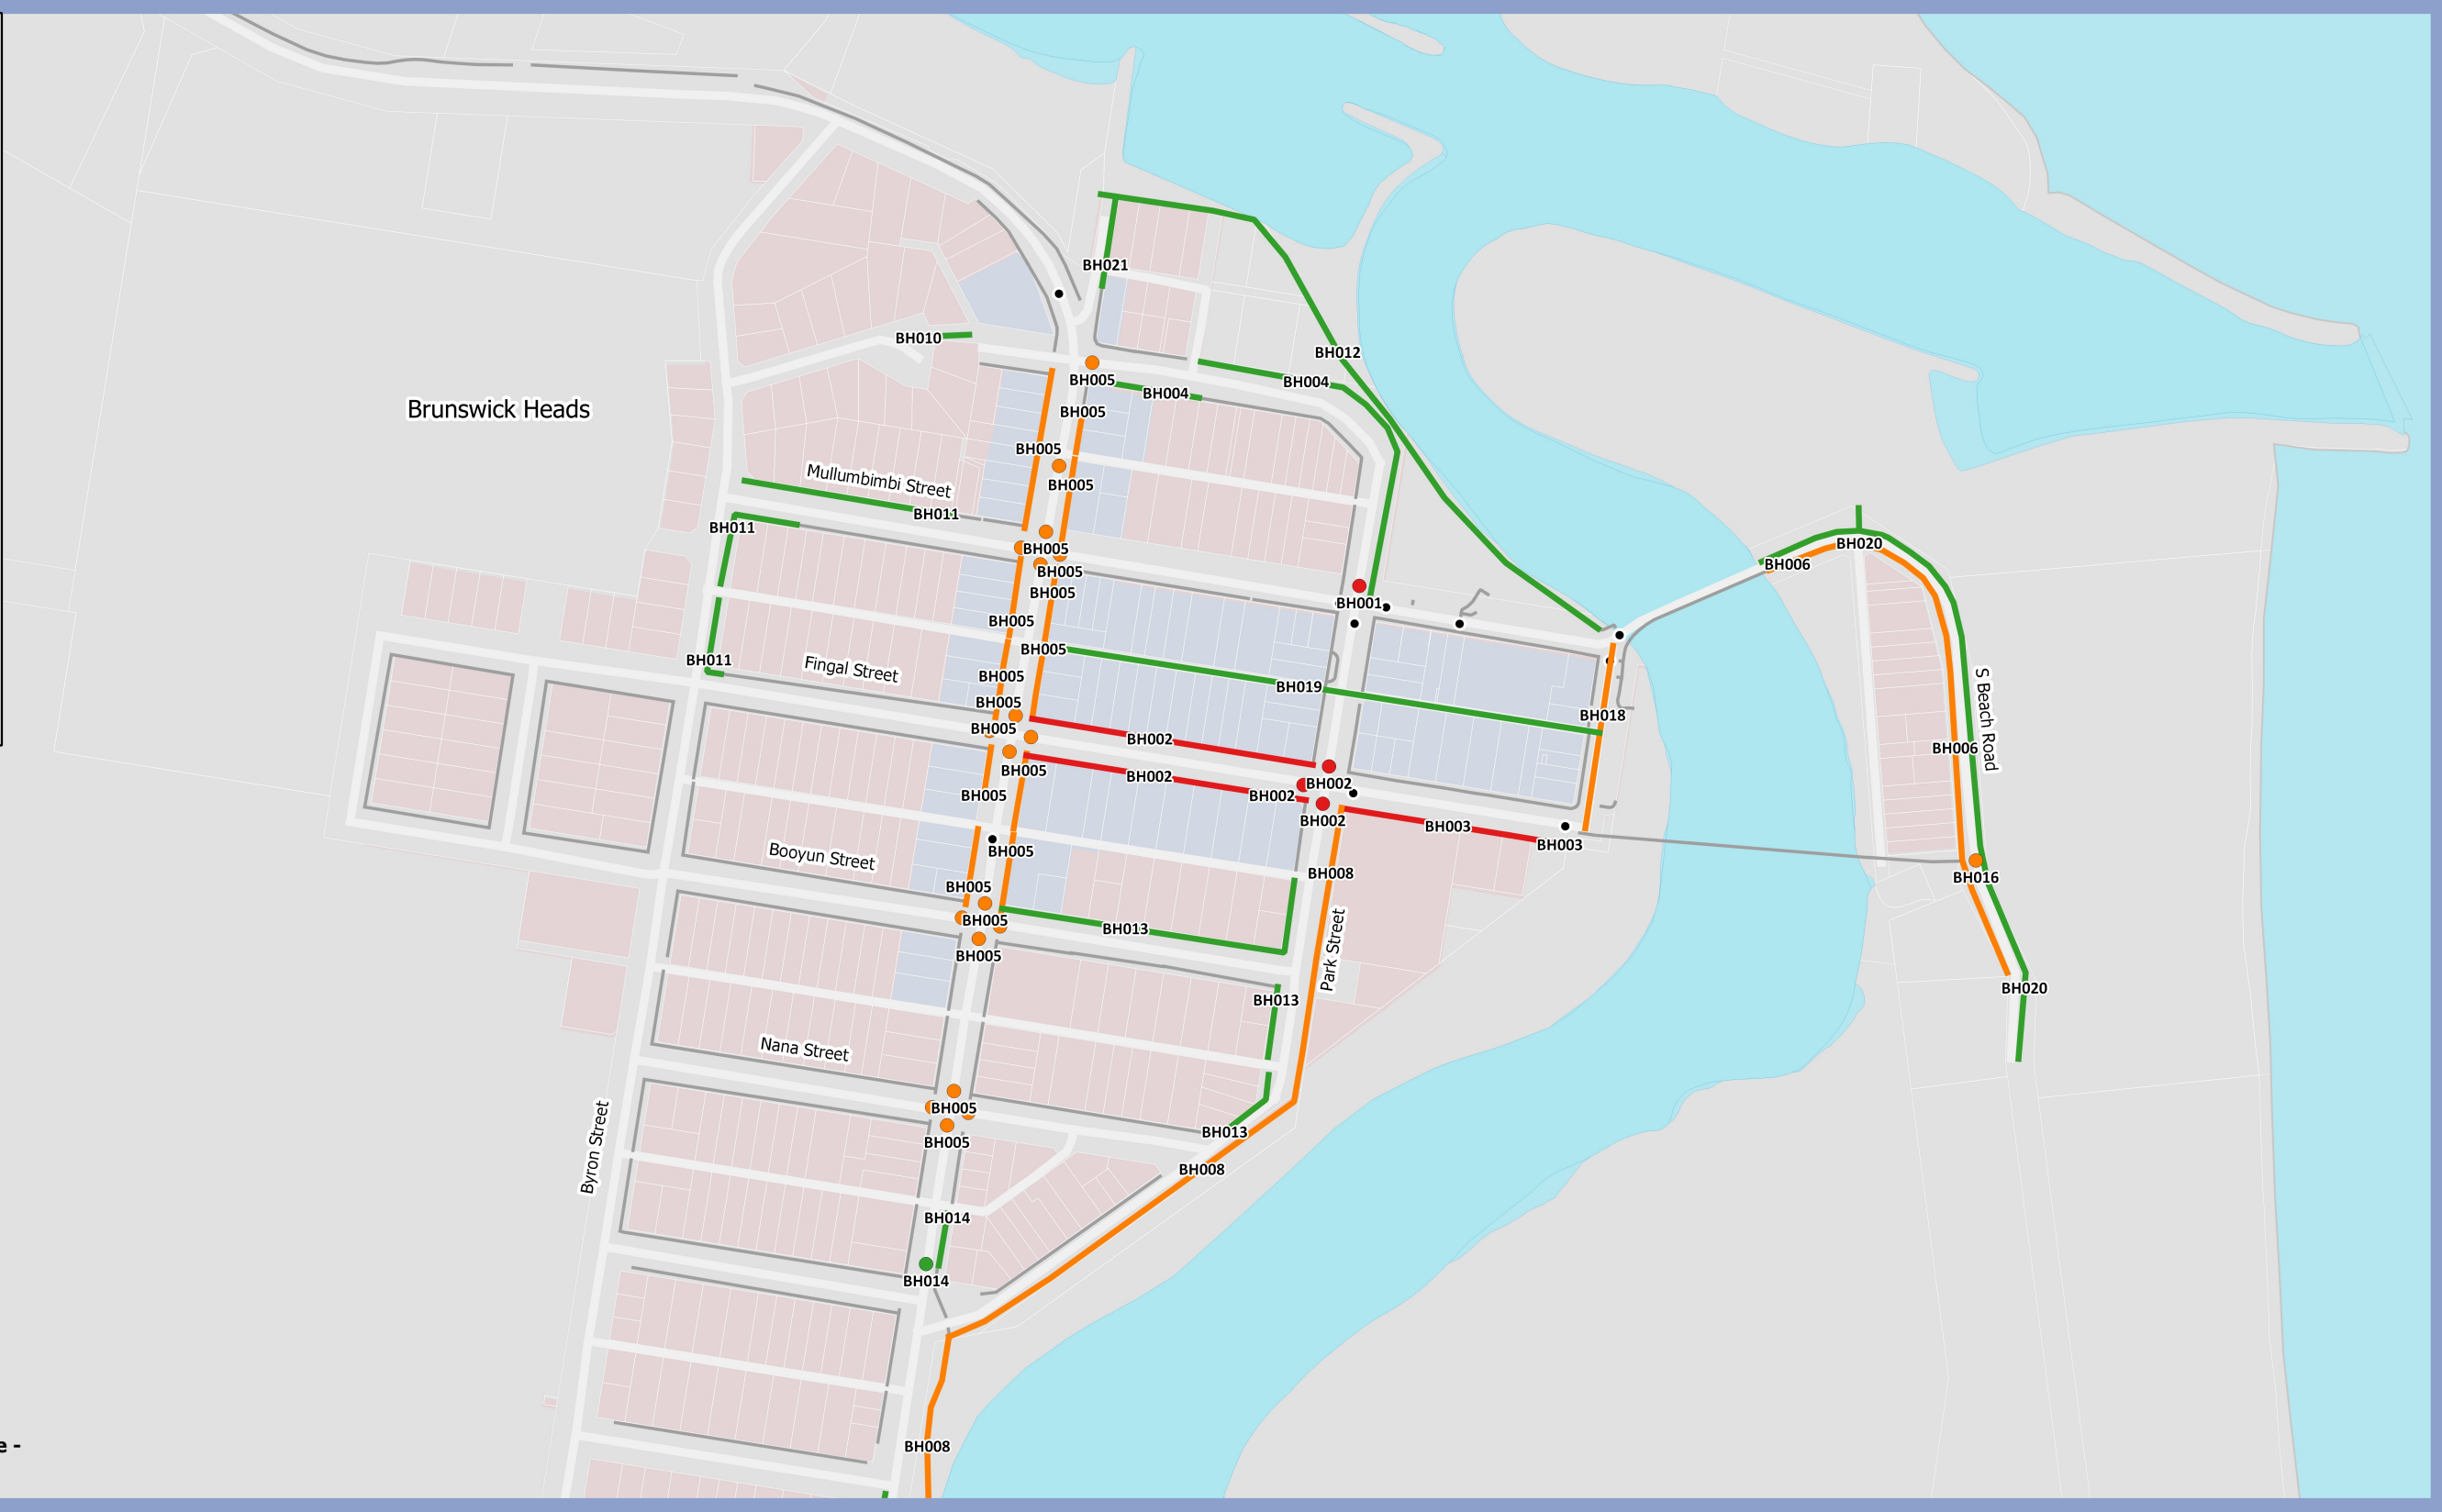 BH021
BH010
BH012
BH005
BH004
BH004
BH005
Brunswick Heads
BH005
Mullumbimbi Street
BH005
BH011
BH011
BH020
BH005
BH006
BH005
BH005
BH001
BH005
BH005
BH011
Fingal Street
BH005
BH019
S Beach Road
BH005
BH018
BH005
BH002
BH006
BH005
BH002
BH002
BH005
BH002
BH002
BH003
BH003
Booyun Street
BH005
BH008
BH016
BH005
BH005
BH013
Park Street
BH005
BH020
BH013
Nana Street
BH005
BH013
BH005
Byron Street
BH008
BH014
BH014
e -
BH008